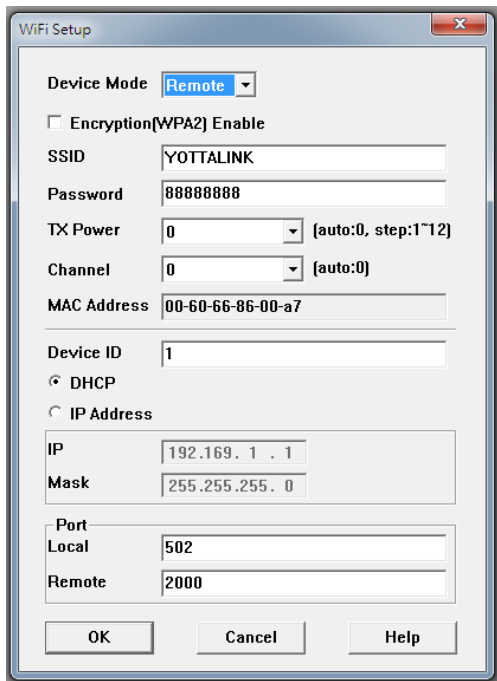 WiFi Setup
Device Mode Remote
Encryption(WPA2) Enable
SSID YOTTALINK
Password 88888888
TX Power 0 (auto:0, step:1~12)
Channel 0 (auto:0)
MAC Address 00-60-66-86-00-a7
Device ID 1
DHCP
IP Address
IP 192.169. 1 . 1
Mask 255.255.255. 0
Port
Local 502
Remote 2000
OK Cancel Help